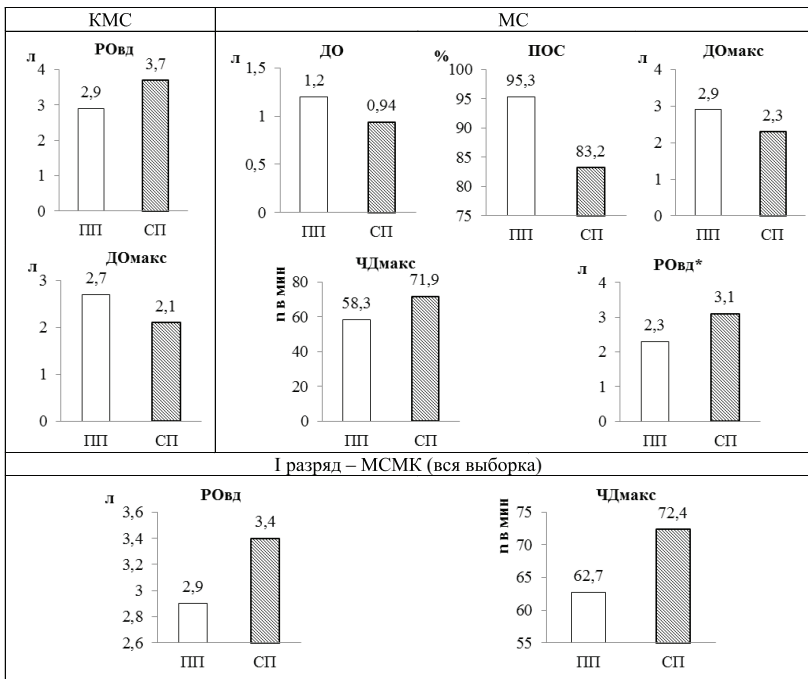 КМС
МС
РОвд
л
4
3
2
1
0
2,9
3,7
ПП
СП
ДО
л
1,5
1
0,5
0
1,2
0,94
ПП
СП
ПОС
%
100
95
90
85
80
75
95,3
83,2
ПП
СП
ДОмакс
л
4
3
2
1
0
2,9
2,3
ПП
СП
ДОмакс
л
3
2
1
0
2,7
2,1
ПП
СП
ЧДмакс
n в мин
80
60
40
20
0
58,3
71,9
ПП
СП
РОвд*
л
4
3
2
1
0
2,3
3,1
ПП
СП
I разряд – МСМК (вся выборка)
РОвд
л
3,6
3,4
3,2
3
2,8
2,6
2,9
3,4
ПП
СП
ЧДмакс
n в мин
75
70
65
60
55
62,7
72,4
ПП
СП